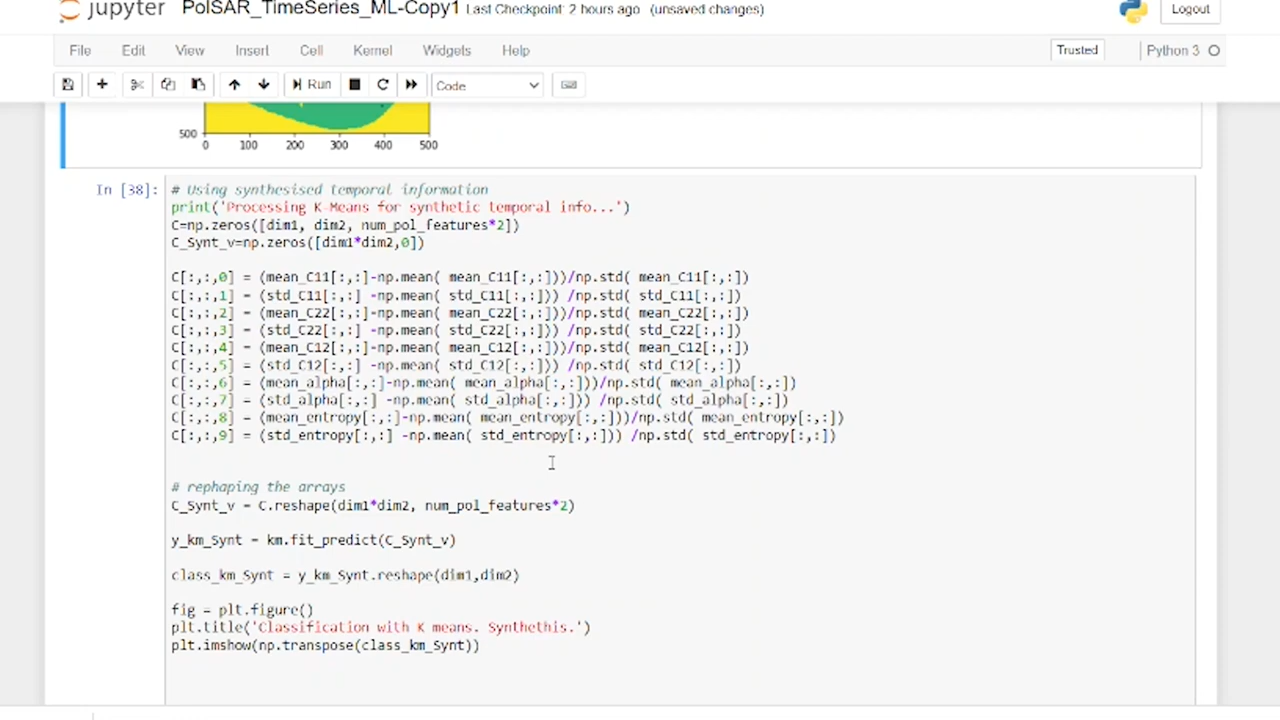 jupyter PolSAR_TimeSeries_ML-Copy1 Last Checkpoint: 2 hours ago (unsaved changes) Logout
File Edit View Insert Cell Kernel Widgets Help Trusted Python 3
Run Code
500
0 100 200 300 400 500
In [38]: # Using synthesised temporal information
print('Processing K-Means for synthetic temporal info...')
C=np.zeros([dim1, dim2, num_pol_features*2])
C_Synt_v=np.zeros([dim1*dim2,0])
C[:,:,0] = (mean_C11[:,:]-np.mean( mean_C11[:,:]))/np.std( mean_C11[:,:])
C[:,:,1] = (std_C11[:,:] -np.mean( std_C11[:,:])) /np.std( std_C11[:,:])
C[:,:,2] = (mean_C22[:,:]-np.mean( mean_C22[:,:]))/np.std( mean_C22[:,:])
C[:,:,3] = (std_C22[:,:] -np.mean( std_C22[:,:])) /np.std( std_C22[:,:])
C[:,:,4] = (mean_C12[:,:]-np.mean( mean_C12[:,:]))/np.std( mean_C12[:,:])
C[:,:,5] = (std_C12[:,:] -np.mean( std_C12[:,:])) /np.std( std_C12[:,:])
C[:,:,6] = (mean_alpha[:,:]-np.mean( mean_alpha[:,:]))/np.std( mean_alpha[:,:])
C[:,:,7] = (std_alpha[:,:] -np.mean( std_alpha[:,:])) /np.std( std_alpha[:,:])
C[:,:,8] = (mean_entropy[:,:]-np.mean( mean_entropy[:,:]))/np.std( mean_entropy[:,:])
C[:,:,9] = (std_entropy[:,:] -np.mean( std_entropy[:,:])) /np.std( std_entropy[:,:])
# rephaping the arrays
C_Synt_v = C.reshape(dim1*dim2, num_pol_features*2)
y_km_Synt = km.fit_predict(C_Synt_v)
class_km_Synt = y_km_Synt.reshape(dim1,dim2)
fig = plt.figure()
plt.title('Classification with K means. Synthethis.')
plt.imshow(np.transpose(class_km_Synt))